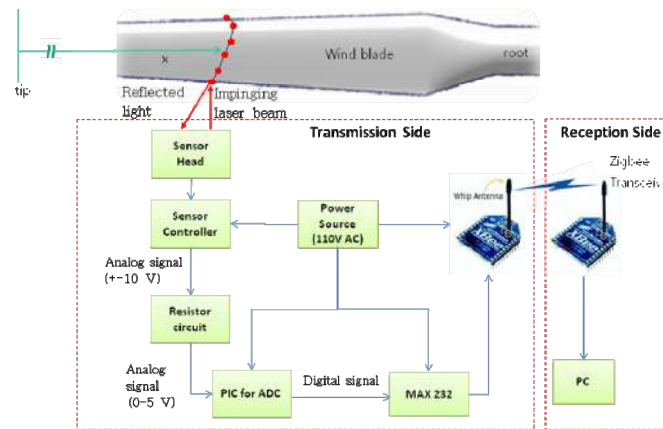 Wind blade
root
x
tip
Reflected
light
Impinging
laser beam
Transmission Side
Reception Side
Sensor
Head
Zigbee
Transceiv
Whip Antenna
Sensor
Controller
Power
Source
(110V AC)
Analog signal
(+-10 V)
Resistor
circuit
Analog
signal
(0-5 V)
PIC for ADC
Digital signal
MAX 232
PC